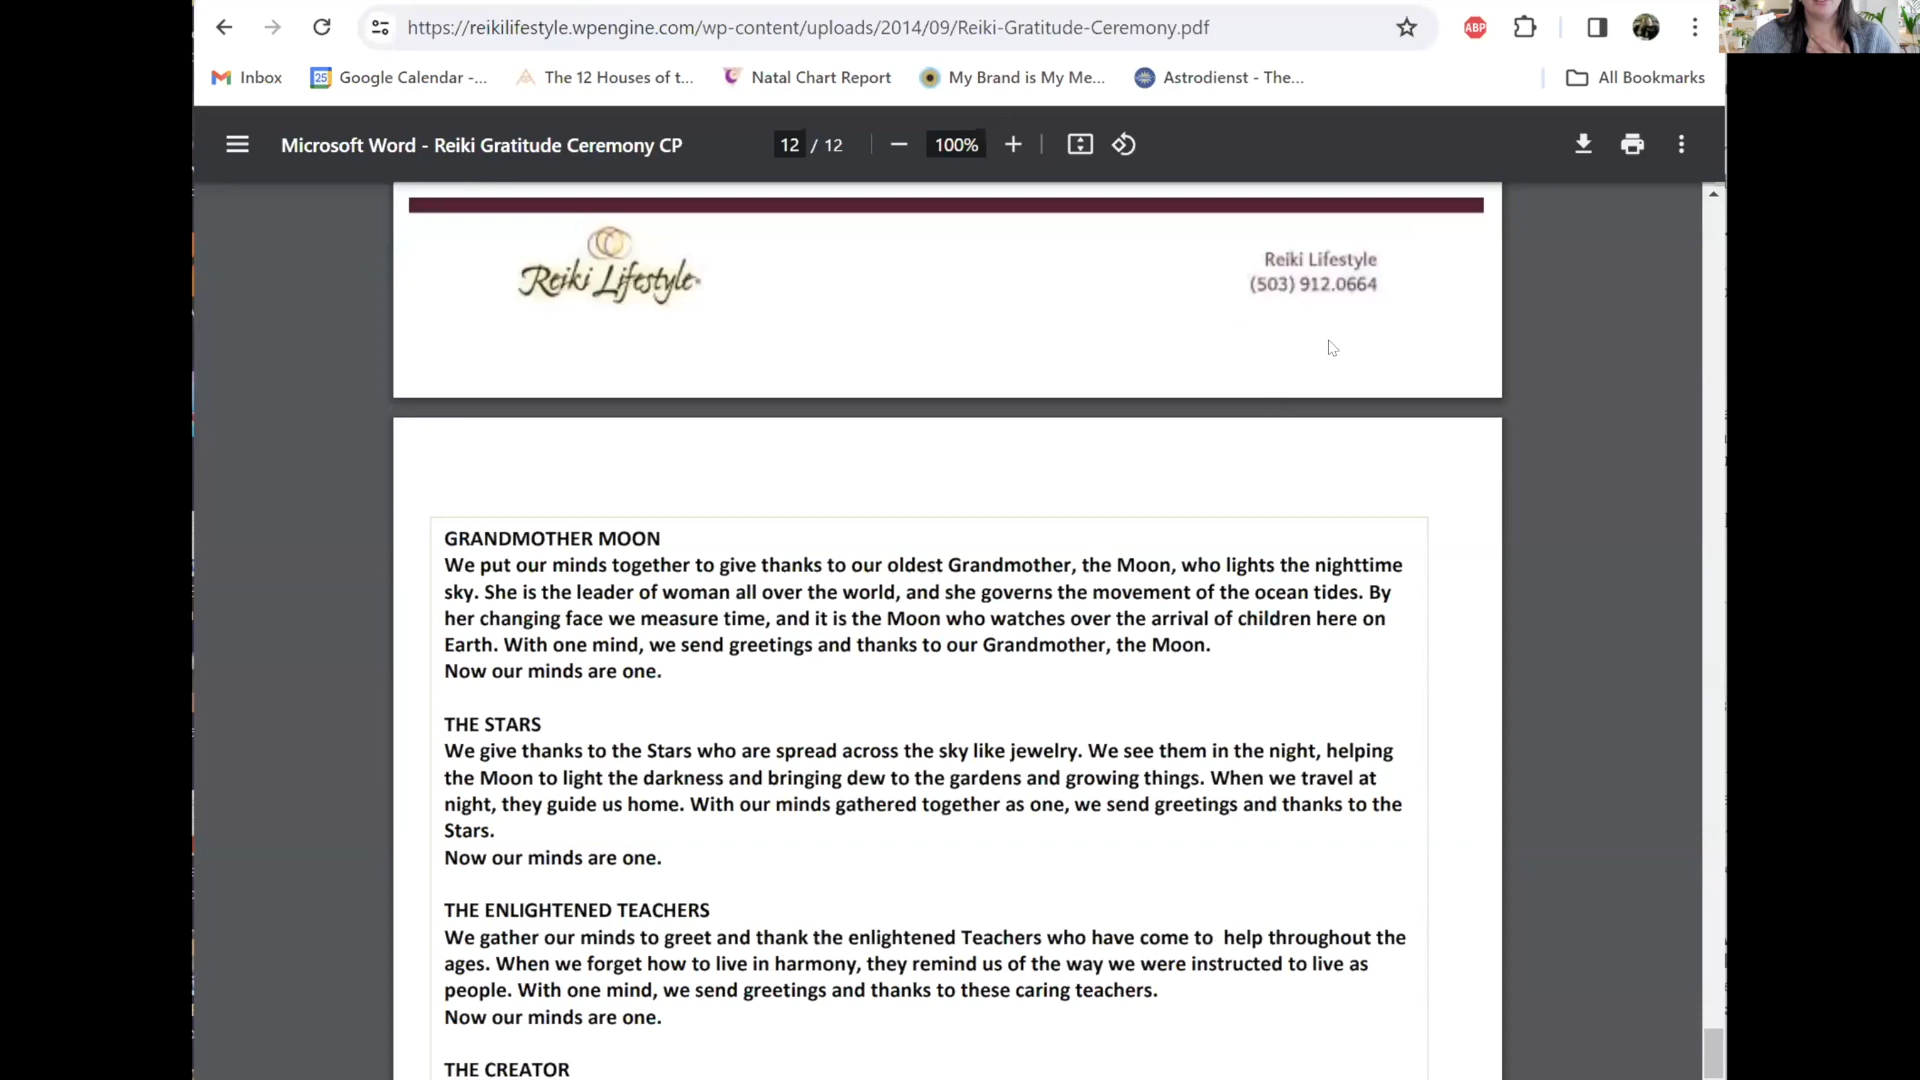 https://reikilifestyle.wpengine.com/wp-content/uploads/2014/09/Reiki-Gratitude-Ceremony.pdf
ABP
Inbox
25 Google Calendar -...
The 12 Houses of t...
Natal Chart Report
My Brand is My Me...
Astrodienst - The...
All Bookmarks
Microsoft Word - Reiki Gratitude Ceremony CP
12 / 12
100%
Reiki Lifestyle
Reiki Lifestyle
(503) 912.0664
GRANDMOTHER MOON
We put our minds together to give thanks to our oldest Grandmother, the Moon, who lights the nighttime
sky. She is the leader of woman all over the world, and she governs the movement of the ocean tides. By
her changing face we measure time, and it is the Moon who watches over the arrival of children here on
Earth. With one mind, we send greetings and thanks to our Grandmother, the Moon.
Now our minds are one.
THE STARS
We give thanks to the Stars who are spread across the sky like jewelry. We see them in the night, helping
the Moon to light the darkness and bringing dew to the gardens and growing things. When we travel at
night, they guide us home. With our minds gathered together as one, we send greetings and thanks to the
Stars.
Now our minds are one.
THE ENLIGHTENED TEACHERS
We gather our minds to greet and thank the enlightened Teachers who have come to  help throughout the
ages. When we forget how to live in harmony, they remind us of the way we were instructed to live as
people. With one mind, we send greetings and thanks to these caring teachers.
Now our minds are one.
THE CREATOR